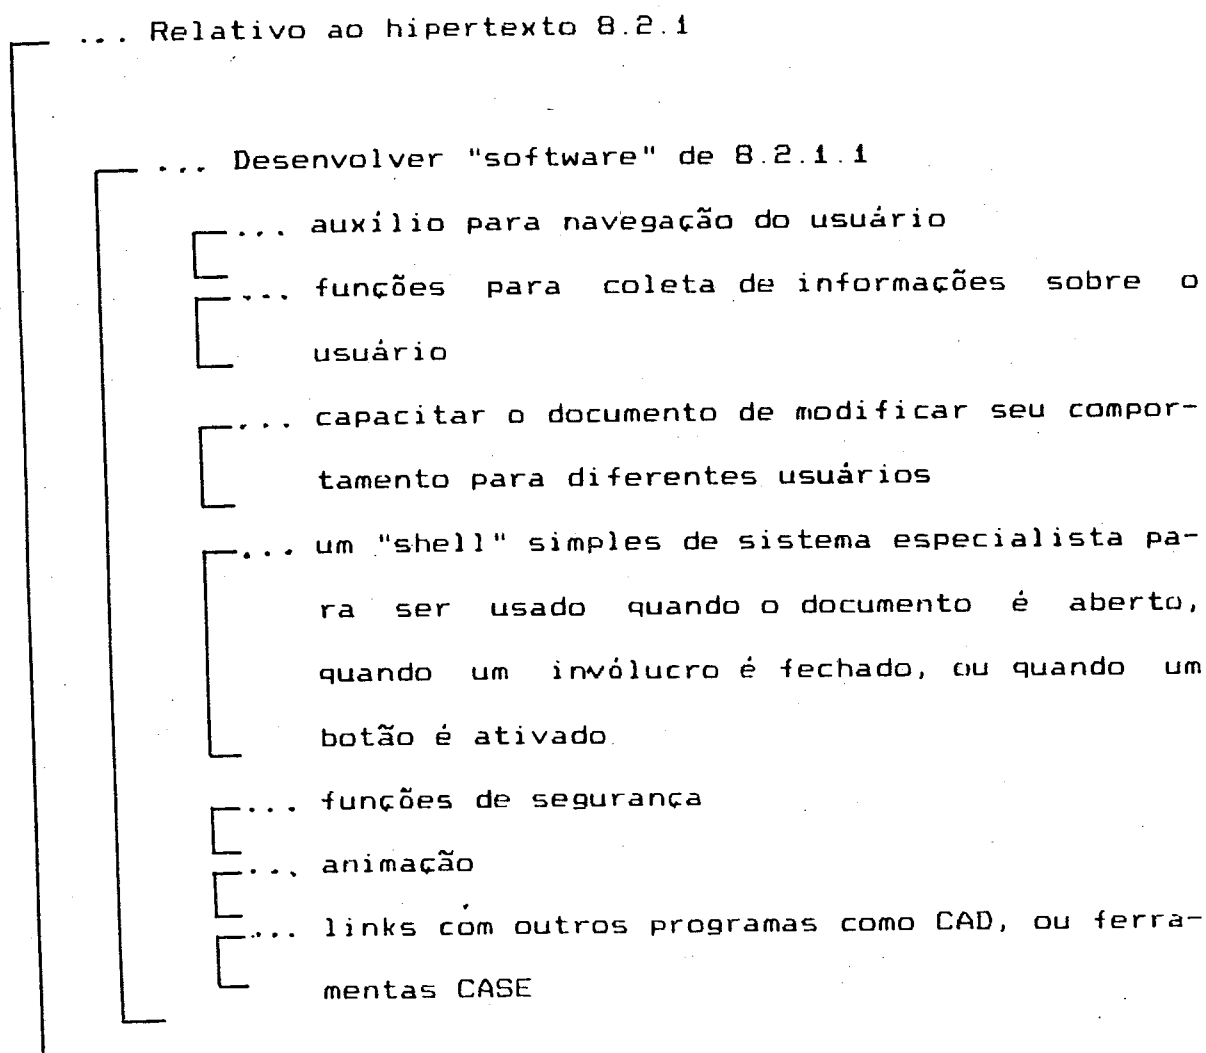 ... Relativo ao hipertexto 8.2.1
... Desenvolver "software" de 8.2.1.1
... auxílio para navegação do usuário
... funções para coleta de informações sobre o
usuário
... capacitar o documento de modificar seu compor-
tamento para diferentes usuários
... um "shell" simples de sistema especialista pa-
ra ser usado quando o documento é aberto,
quando um invólucro é fechado, ou quando um
botão é ativado
... funções de segurança
... animação
... links com outros programas como CAD, ou ferra-
mentas CASE